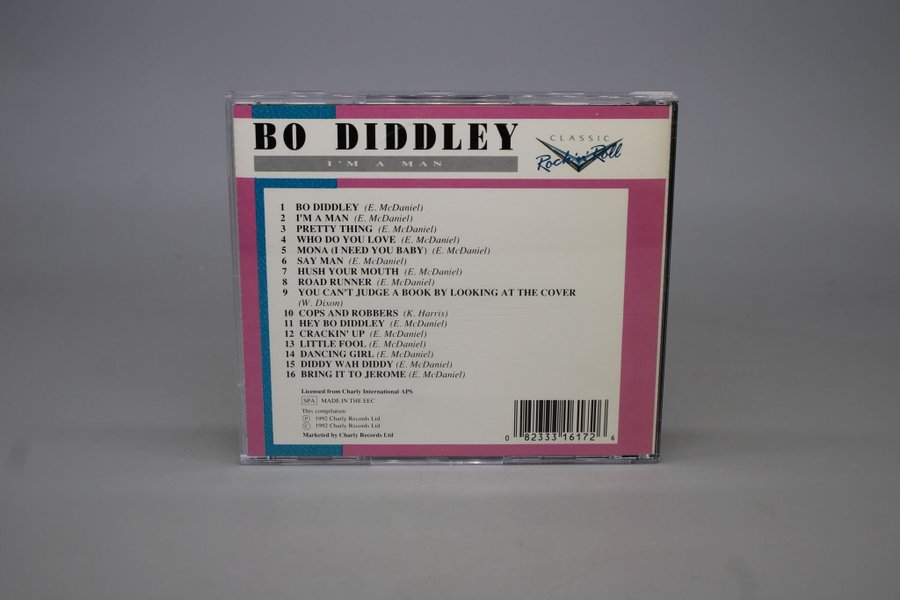 BO DIDDLEY
I'M A MAN
CLASSIC
Rock 'n' Roll
1 BO DIDDLEY (E. McDaniel)
2 I'M A MAN (E. McDaniel)
3 PRETTY THING (E. McDaniel)
4 WHO DO YOU LOVE (E. McDaniel)
5 MONA (I NEED YOU BABY) (E. McDaniel)
6 SAY MAN (E. McDaniel)
7 HUSH YOUR MOUTH (E. McDaniel)
8 ROAD RUNNER (E. McDaniel)
9 YOU CAN'T JUDGE A BOOK BY LOOKING AT THE COVER
(W. Dixon)
10 COPS AND ROBBERS (K. Harris)
11 HEY BO DIDDLEY (E. McDaniel)
12 CRACKIN' UP (E. McDaniel)
13 LITTLE FOOL (E. McDaniel)
14 DANCING GIRL (E. McDaniel)
15 DIDDY WAH DIDDY (E. McDaniel)
16 BRING IT TO JEROME (E. McDaniel)
Licensed from Charly International APS
SPA MADE IN THE EEC
This compilation
℗ 1992 Charly Records Ltd
© 1992 Charly Records Ltd
Marketed by Charly Records Ltd
0 82333 16172 6